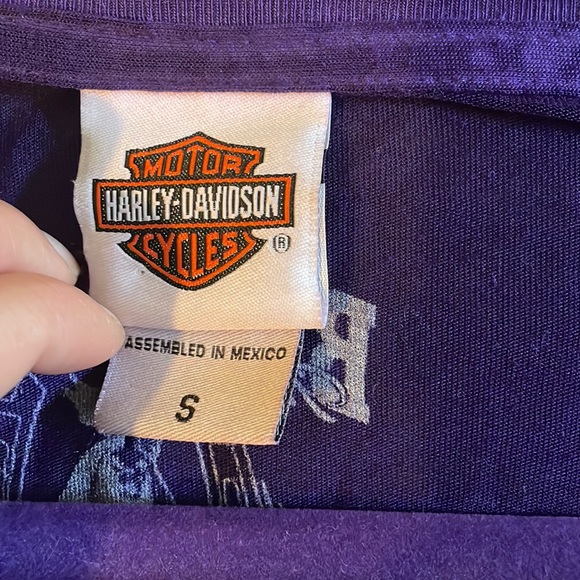 MOTOR
HARLEY-DAVIDSON
CYCLES
®
ASSEMBLED IN MEXICO
S